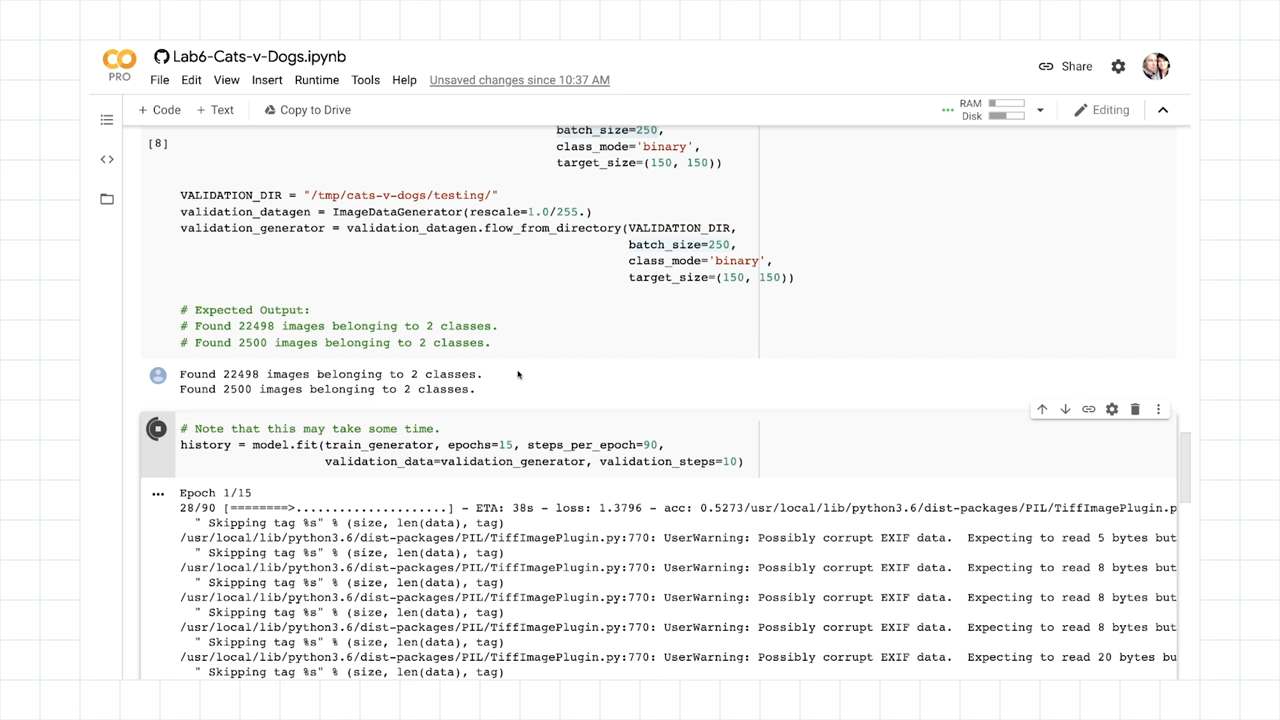 CO
PRO
Lab6-Cats-v-Dogs.ipynb
File Edit View Insert Runtime Tools Help Unsaved changes since 10:37 AM
Share
+ Code + Text Copy to Drive
RAM
Disk
Editing
[8]
batch_size=250,
class_mode='binary',
target_size=(150, 150))
VALIDATION_DIR = "/tmp/cats-v-dogs/testing/"
validation_datagen = ImageDataGenerator(rescale=1.0/255.)
validation_generator = validation_datagen.flow_from_directory(VALIDATION_DIR,
batch_size=250,
class_mode='binary',
target_size=(150, 150))
# Expected Output:
# Found 22498 images belonging to 2 classes.
# Found 2500 images belonging to 2 classes.
Found 22498 images belonging to 2 classes.
Found 2500 images belonging to 2 classes.
# Note that this may take some time.
history = model.fit(train_generator, epochs=15, steps_per_epoch=90,
validation_data=validation_generator, validation_steps=10)
Epoch 1/15
28/90 [========>.....................] - ETA: 38s - loss: 1.3796 - acc: 0.5273/usr/local/lib/python3.6/dist-packages/PIL/TiffImagePlugin.p
" Skipping tag %s" % (size, len(data), tag)
/usr/local/lib/python3.6/dist-packages/PIL/TiffImagePlugin.py:770: UserWarning: Possibly corrupt EXIF data.  Expecting to read 5 bytes but
" Skipping tag %s" % (size, len(data), tag)
/usr/local/lib/python3.6/dist-packages/PIL/TiffImagePlugin.py:770: UserWarning: Possibly corrupt EXIF data.  Expecting to read 8 bytes but
" Skipping tag %s" % (size, len(data), tag)
/usr/local/lib/python3.6/dist-packages/PIL/TiffImagePlugin.py:770: UserWarning: Possibly corrupt EXIF data.  Expecting to read 8 bytes but
" Skipping tag %s" % (size, len(data), tag)
/usr/local/lib/python3.6/dist-packages/PIL/TiffImagePlugin.py:770: UserWarning: Possibly corrupt EXIF data.  Expecting to read 8 bytes but
" Skipping tag %s" % (size, len(data), tag)
/usr/local/lib/python3.6/dist-packages/PIL/TiffImagePlugin.py:770: UserWarning: Possibly corrupt EXIF data.  Expecting to read 20 bytes bu
" Skipping tag %s" % (size, len(data), tag)